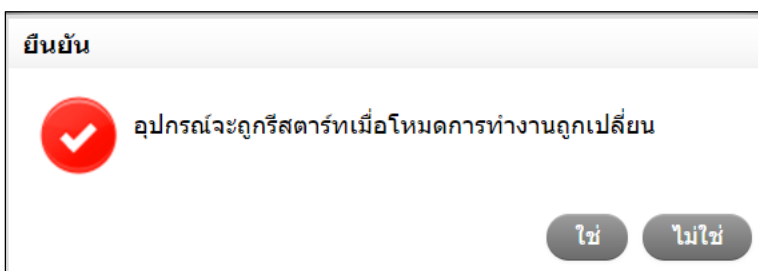 ยืนยัน
อุปกรณ์จะถูกรีสตาร์ทเมื่อโหมดการทำงานถูกเปลี่ยน
ใช่ ไม่ใช่